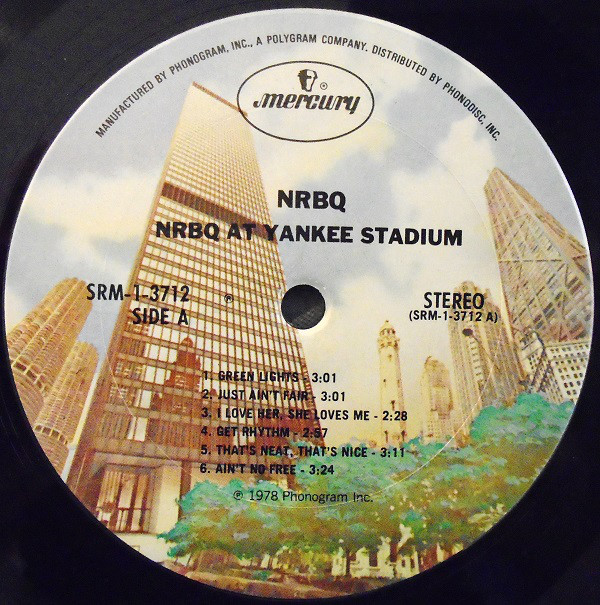 MANUFACTURED BY PHONOGRAM, INC., A POLYGRAM COMPANY. DISTRIBUTED BY PHONODISC, INC.
®
mercury
NRBQ
NRBQ AT YANKEE STADIUM
SRM-1-3712
SIDE A
℗
STEREO
(SRM-1-3712 A)
1. GREEN LIGHTS - 3:01
2. JUST AIN'T FAIR - 3:01
3. I LOVE HER, SHE LOVES ME - 2:28
4. GET RHYTHM - 2:57
5. THAT'S NEAT, THAT'S NICE - 3:11
6. AIN'T NO FREE - 3:24
℗ 1978 Phonogram Inc.